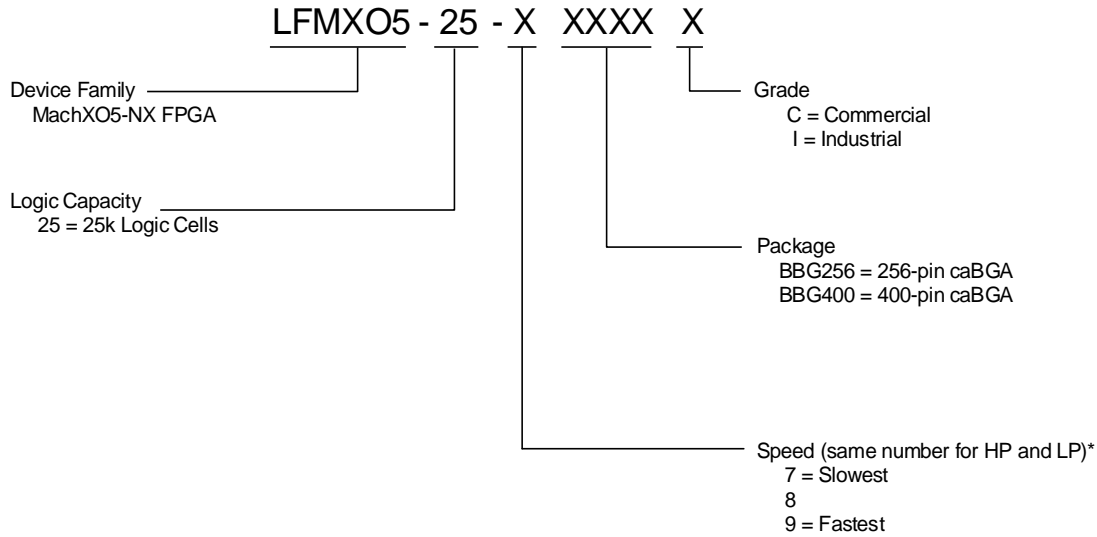 LFMXO5 - 25 - X XXXX X
Device Family
MachXO5-NX FPGA
Logic Capacity
25 = 25k Logic Cells
Grade
C = Commercial
I = Industrial
Package
BBG256 = 256-pin caBGA
BBG400 = 400-pin caBGA
Speed (same number for HP and LP)*
7 = Slowest
8
9 = Fastest